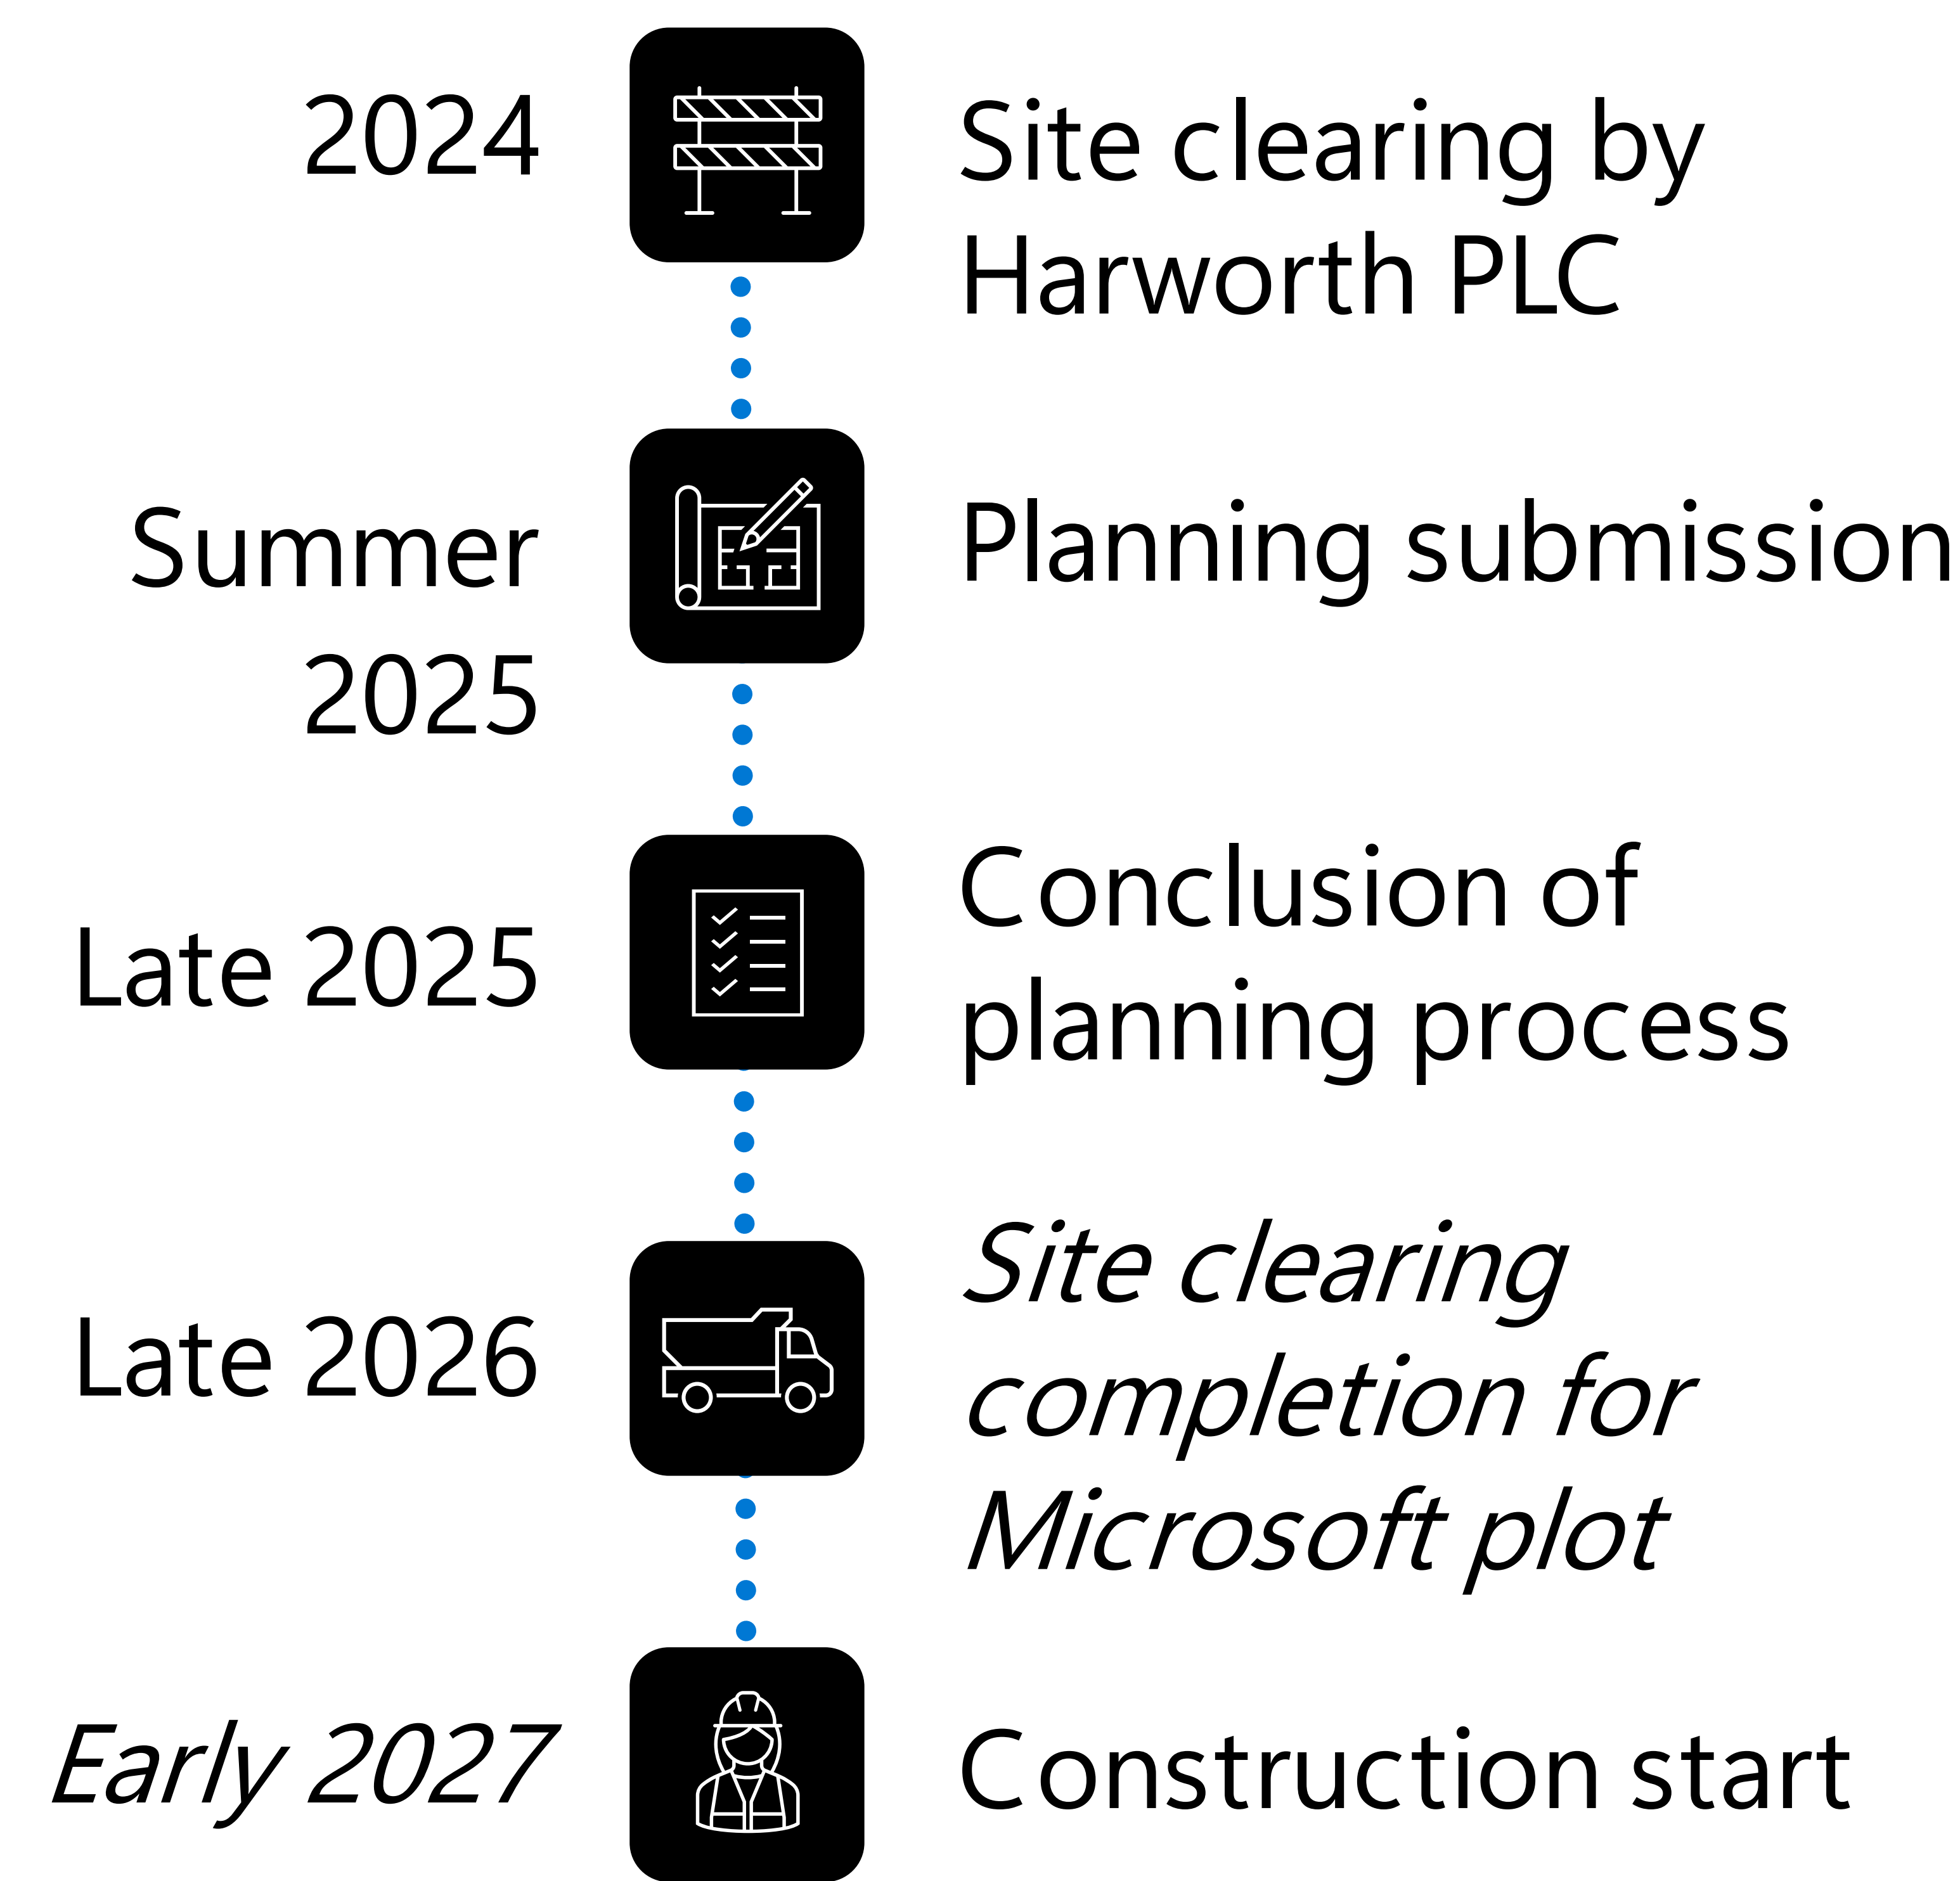 2024
Site clearing by
Harworth PLC
Summer
2025
Planning submission
Late 2025
Conclusion of
planning process
Late 2026
Site clearing
completion for
Microsoft plot
Early 2027
Construction start